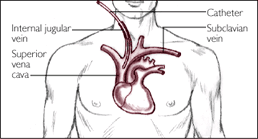 Catheter
Internal jugular
vein
Subclavian
vein
Superior
vena
cava